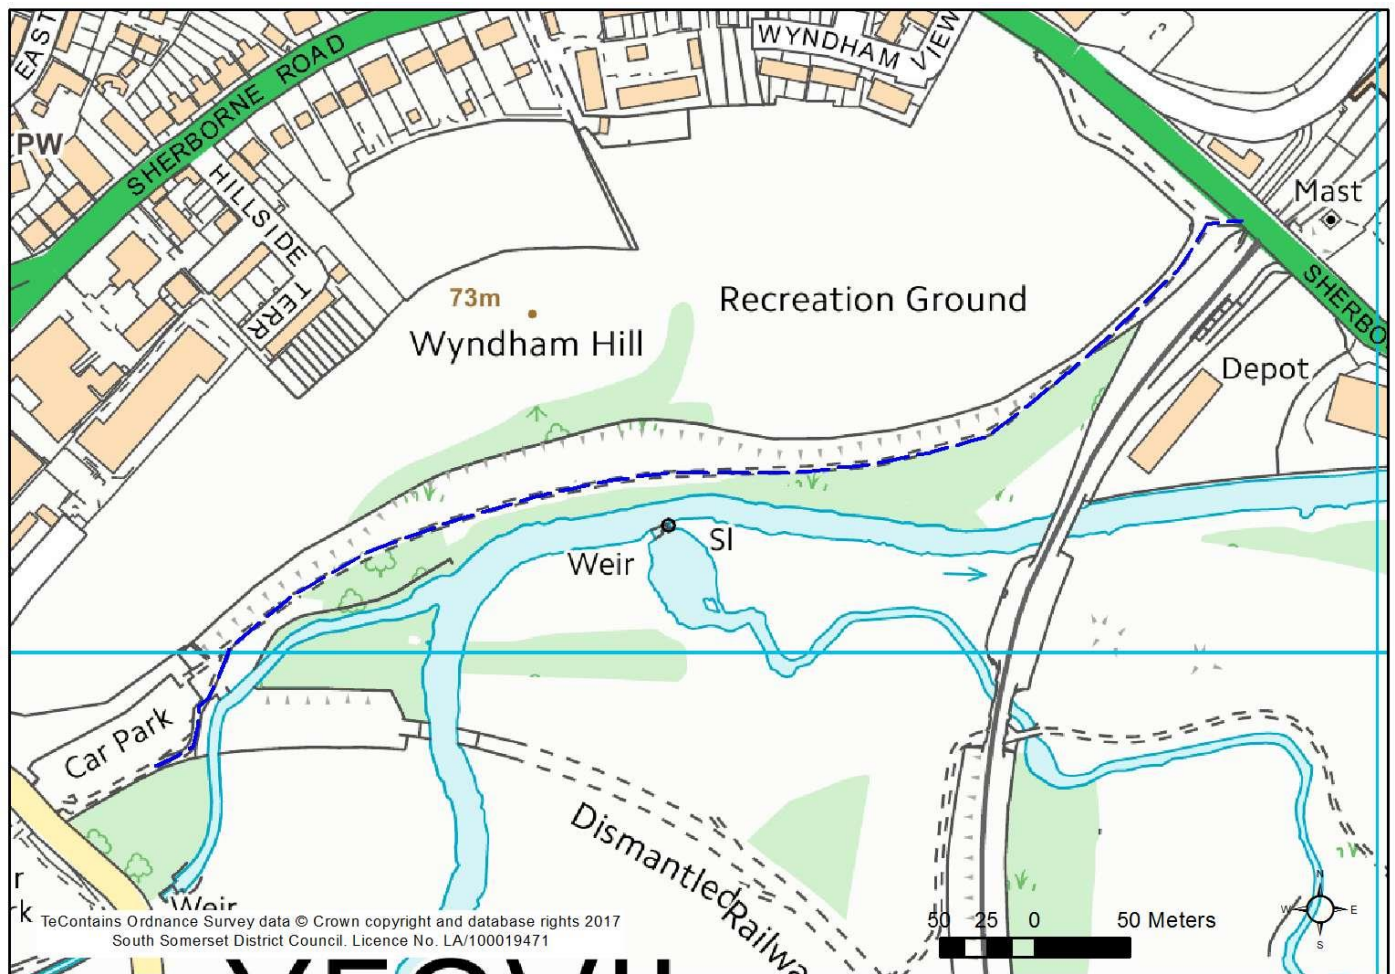 EAST
SHERBORNE ROAD
WYNDHAM VIEW
PW
HILLSIDE TERR
Mast
73m
Recreation Ground
Wyndham Hill
SHERBO
Depot
SI
Weir
Car Park
Dismantled Railwa
r
rk
Weir
TeContains Ordnance Survey data © Crown copyright and database rights 2017
South Somerset District Council. Licence No. LA/100019471
50 25 0 50 Meters
N
W E
S